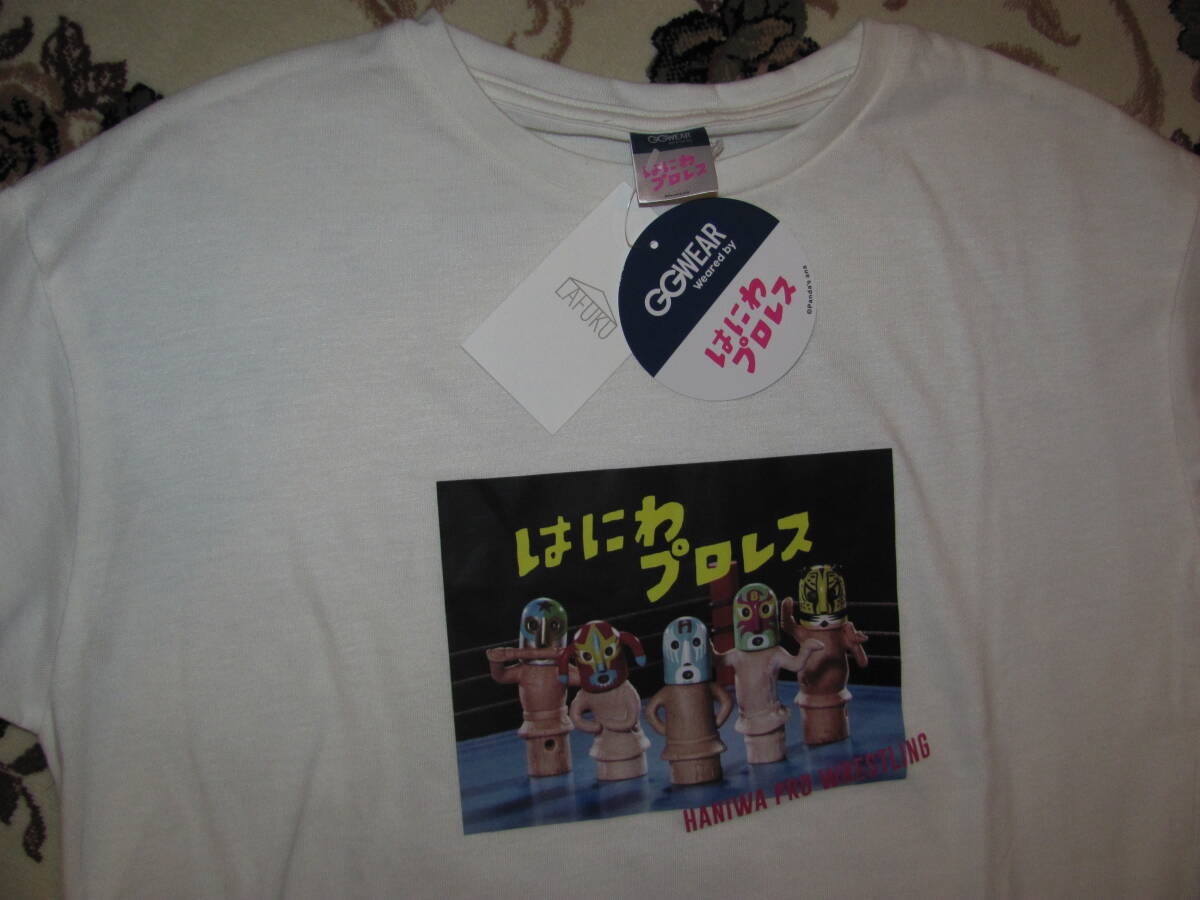 GGWEAR
はにわ
プロレス
LAFUKU
GGWEAR
Weared by
はにわ
プロレス
©Panda's ana
はにわ
プロレス
HANIWA PRO WRESTLING